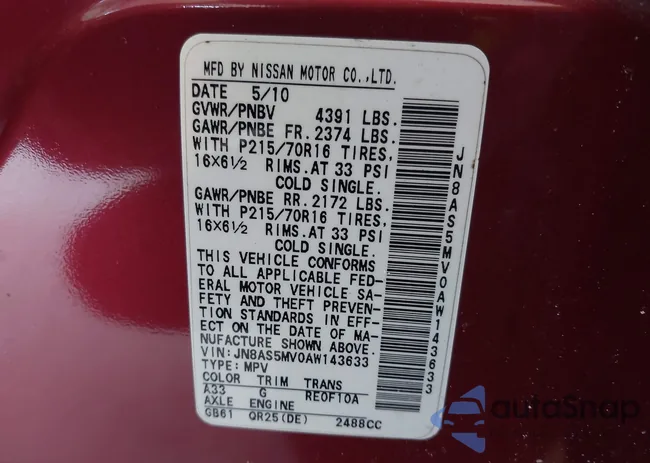 MFD BY NISSAN MOTOR CO.,LTD.
DATE 5/10
GVWR/PNBV 4391 LBS.
GAWR/PNBE FR. 2374 LBS.
WITH P215/70R16 TIRES,
16X6½ RIMS.AT 33 PSI
COLD SINGLE.
GAWR/PNBE RR. 2172 LBS.
WITH P215/70R16 TIRES,
16X6½ RIMS.AT 33 PSI
COLD SINGLE.
THIS VEHICLE CONFORMS
TO ALL APPLICABLE FED-
ERAL MOTOR VEHICLE SA-
FETY AND THEFT PREVEN-
TION STANDARDS IN EFF-
ECT ON THE DATE OF MA-
NUFACTURE SHOWN ABOVE.
VIN:JN8AS5MV0AW143633
TYPE: MPV
COLOR TRIM TRANS
A33 G RE0F10A
AXLE ENGINE
GB61 QR25(DE) 2488CC
JN8AS5MV0AW143633
autoSnap